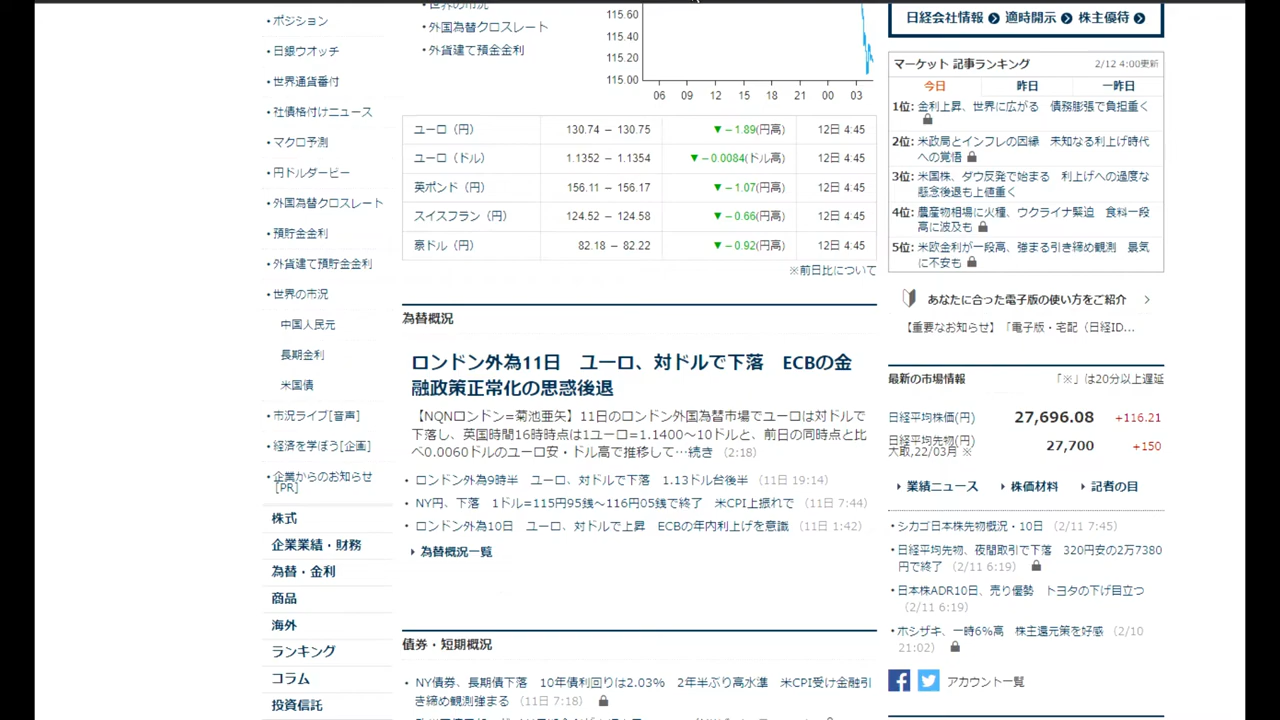 ・ポジション
・日銀ウオッチ
・世界通貨番付
・社債格付けニュース
・マクロ予測
・円ドルダービー
・外国為替クロスレート
・預貯金金利
・外貨建て預貯金金利
・世界の市況
中国人民元
長期金利
米国債
・市況ライブ[音声]
・経済を学ぼう[企画]
・企業からのお知らせ
[PR]
株式
企業業績・財務
為替・金利
商品
海外
ランキング
コラム
投資信託
・世界の市況
・外国為替クロスレート
・外貨建て預金金利
115.60
115.40
115.20
115.00
06 09 12 15 18 21 00 03
ユーロ（円） 130.74 － 130.75 ▼－1.89(円高) 12日 4:45
ユーロ（ドル） 1.1352 － 1.1354 ▼－0.0084(ドル高) 12日 4:45
英ポンド（円） 156.11 － 156.17 ▼－1.07(円高) 12日 4:45
スイスフラン（円） 124.52 － 124.58 ▼－0.66(円高) 12日 4:45
豪ドル（円） 82.18 － 82.22 ▼－0.92(円高) 12日 4:45
※前日比について
為替概況
ロンドン外為11日　ユーロ、対ドルで下落　ECBの金
融政策正常化の思惑後退
【NQNロンドン=菊池亜矢】11日のロンドン外国為替市場でユーロは対ドルで
下落し、英国時間16時時点は1ユーロ=1.1400～10ドルと、前日の同時点と比
べ0.0060ドルのユーロ安・ドル高で推移して…続き (2:18)
・ロンドン外為9時半　ユーロ、対ドルで下落　1.13ドル台後半 (11日 19:14)
・NY円、下落　1ドル=115円95銭～116円05銭で終了　米CPI上振れで (11日 7:44)
・ロンドン外為10日　ユーロ、対ドルで上昇　ECBの年内利上げを意識 (11日 1:42)
為替概況一覧
債券・短期概況
・NY債券、長期債下落　10年債利回りは2.03%　2年半ぶり高水準　米CPI受け金融引
き締め観測強まる (11日 7:18)
日経会社情報 適時開示 株主優待
マーケット 記事ランキング 2/12 4:00更新
今日 昨日 一昨日
1位: 金利上昇、世界に広がる　債務膨張で負担重く
2位: 米政局とインフレの因縁　未知なる利上げ時代
への覚悟
3位: 米国株、ダウ反発で始まる　利上げへの過度な
懸念後退も上値重く
4位: 農産物相場に火種、ウクライナ緊迫　食料一段
高に波及も
5位: 米欧金利が一段高、強まる引き締め観測　景気
に不安も
あなたに合った電子版の使い方をご紹介
【重要なお知らせ】「電子版・宅配（日経ID…
最新の市場情報 「※」は20分以上遅延
日経平均株価(円) 27,696.08 +116.21
日経平均先物(円)
大取,22/03月 ※ 27,700 +150
業績ニュース 株価材料 記者の目
・シカゴ日本株先物概況・10日 (2/11 7:45)
・日経平均先物、夜間取引で下落　320円安の2万7380
円で終了 (2/11 6:19)
・日本株ADR10日、売り優勢　トヨタの下げ目立つ
(2/11 6:19)
・ホシザキ、一時6%高　株主還元策を好感 (2/10
21:02)
アカウント一覧